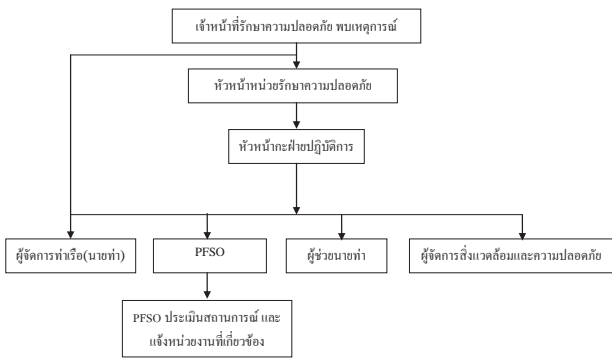 เจ้าหน้าที่รักษาความปลอดภัย พบเหตุการณ์
หัวหน้าหน่วยรักษาความปลอดภัย
หัวหน้ากะฝ่ายปฏิบัติการ
ผู้จัดการท่าเรือ(นายท่า)
PFSO
ผู้ช่วยนายท่า
ผู้จัดการสิ่งแวดล้อมและความปลอดภัย
PFSO ประเมินสถานการณ์ และ
แจ้งหน่วยงานที่เกี่ยวข้อง